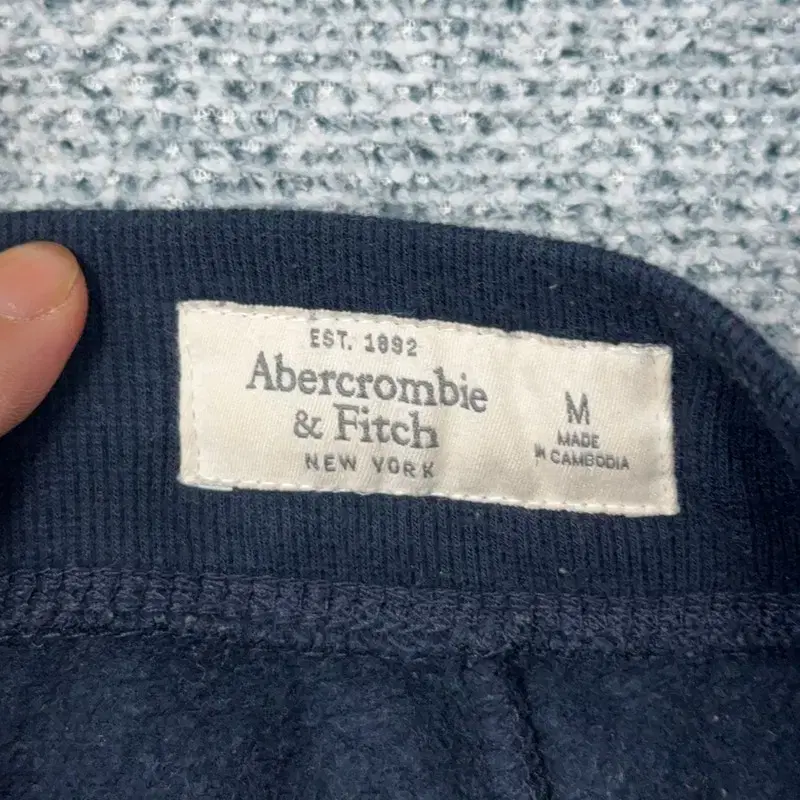 EST. 1892
Abercrombie
& Fitch
NEW YORK
M
MADE
IN CAMBODIA